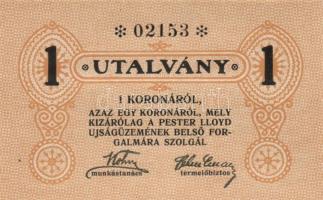 * 02153 *
1 UTALVÁNY 1
1 KORONÁRÓL,
AZAZ EGY KORONÁRÓL, MELY
KIZÁRÓLAG A PESTER LLOYD
UJSÁGÜZEMÉNEK BELSŐ FOR-
GALMÁRA SZOLGÁL
munkástanács termelőbiztos